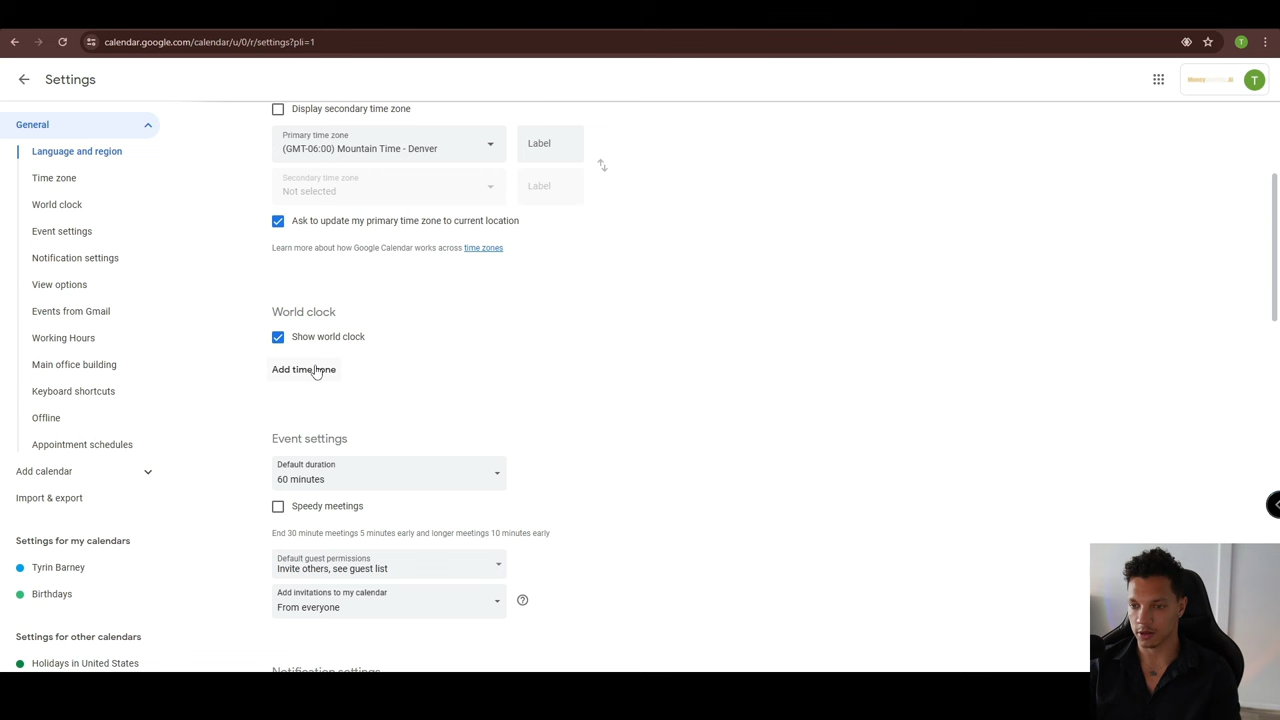 calendar.google.com/calendar/u/0/r/settings?pli=1
T
Settings
T
General
Language and region
Time zone
World clock
Event settings
Notification settings
View options
Events from Gmail
Working Hours
Main office building
Keyboard shortcuts
Offline
Appointment schedules
Add calendar
Import & export
Settings for my calendars
Tyrin Barney
Birthdays
Settings for other calendars
Holidays in United States
Display secondary time zone
Primary time zone
(GMT-06:00) Mountain Time - Denver
Label
Secondary time zone
Not selected
Label
Ask to update my primary time zone to current location
Learn more about how Google Calendar works across time zones
World clock
Show world clock
Add time zone
Event settings
Default duration
60 minutes
Speedy meetings
End 30 minute meetings 5 minutes early and longer meetings 10 minutes early
Default guest permissions
Invite others, see guest list
Add invitations to my calendar
From everyone
Notification settings